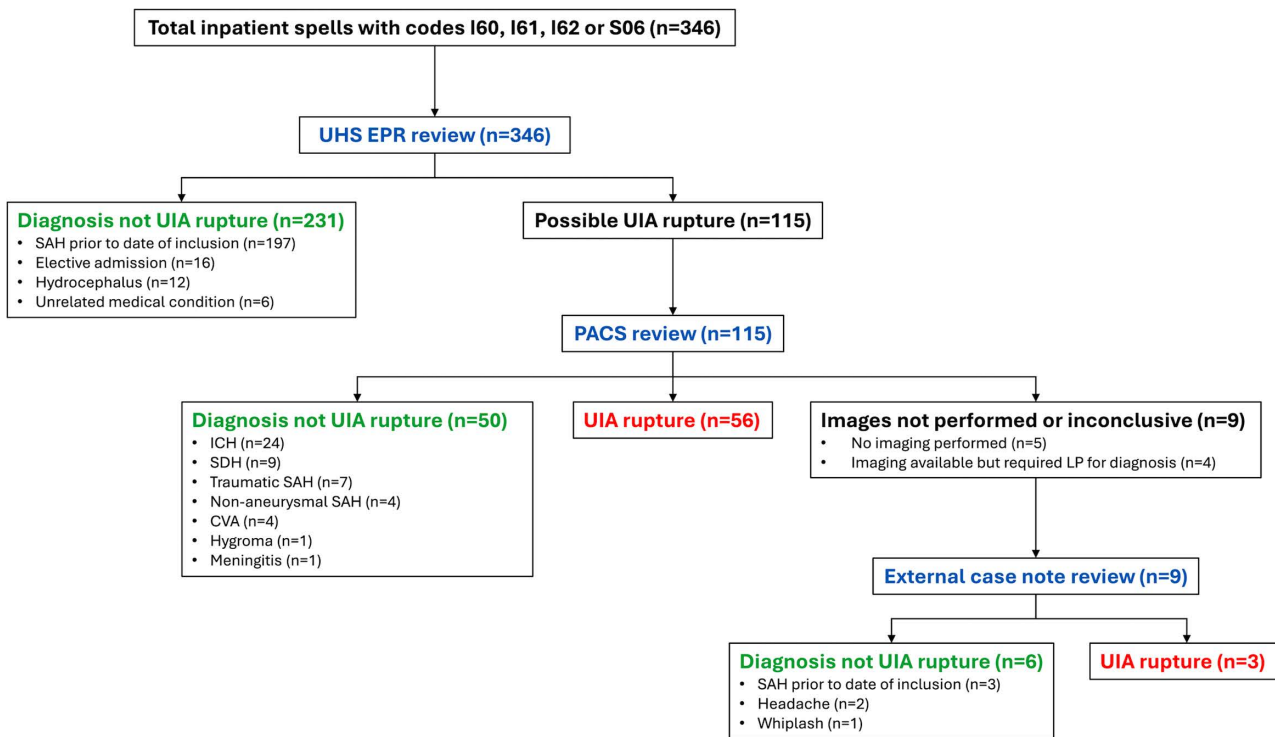 Total inpatient spells with codes I60, I61, I62 or S06 (n=346)
UHS EPR review (n=346)
Diagnosis not UIA rupture (n=231)
• SAH prior to date of inclusion (n=197)
• Elective admission (n=16)
• Hydrocephalus (n=12)
• Unrelated medical condition (n=6)
Possible UIA rupture (n=115)
PACS review (n=115)
Diagnosis not UIA rupture (n=50)
• ICH (n=24)
• SDH (n=9)
• Traumatic SAH (n=7)
• Non-aneurysmal SAH (n=4)
• CVA (n=4)
• Hygroma (n=1)
• Meningitis (n=1)
UIA rupture (n=56)
Images not performed or inconclusive (n=9)
• No imaging performed (n=5)
• Imaging available but required LP for diagnosis (n=4)
External case note review (n=9)
Diagnosis not UIA rupture (n=6)
• SAH prior to date of inclusion (n=3)
• Headache (n=2)
• Whiplash (n=1)
UIA rupture (n=3)